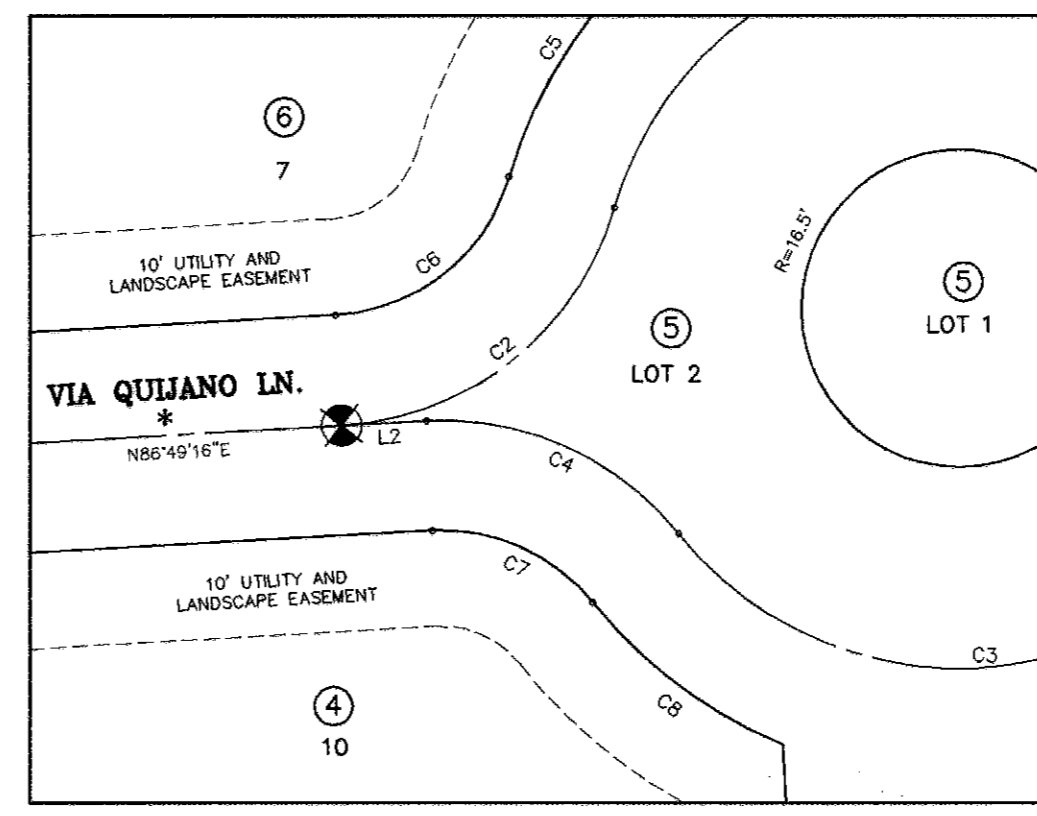 C5
6
7
R=16.5'
10' UTILITY AND
LANDSCAPE EASEMENT
C6
5
LOT 1
5
LOT 2
C2
VIA QUIJANO LN.
*
N86°49'16"E
L2
C4
C7
10' UTILITY AND
LANDSCAPE EASEMENT
C3
4
10
C8